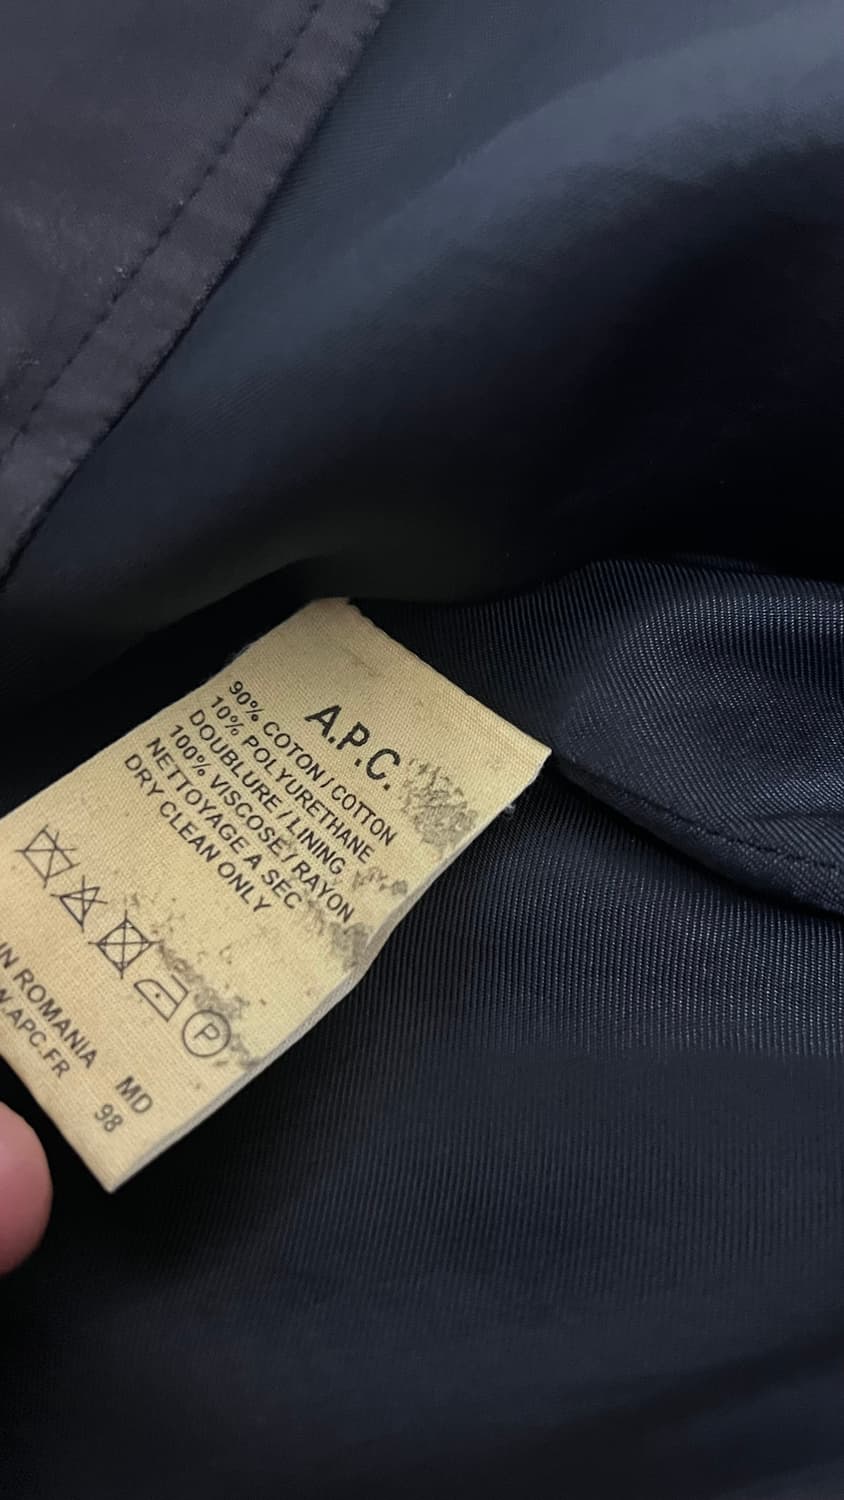 A.P.C.
90% COTON / COTTON
10% POLYURETHANE
DOUBLURE / LINING
100% VISCOSE / RAYON
NETTOYAGE A SEC
DRY CLEAN ONLY
P
IN ROMANIA MD
W.APC.FR 98